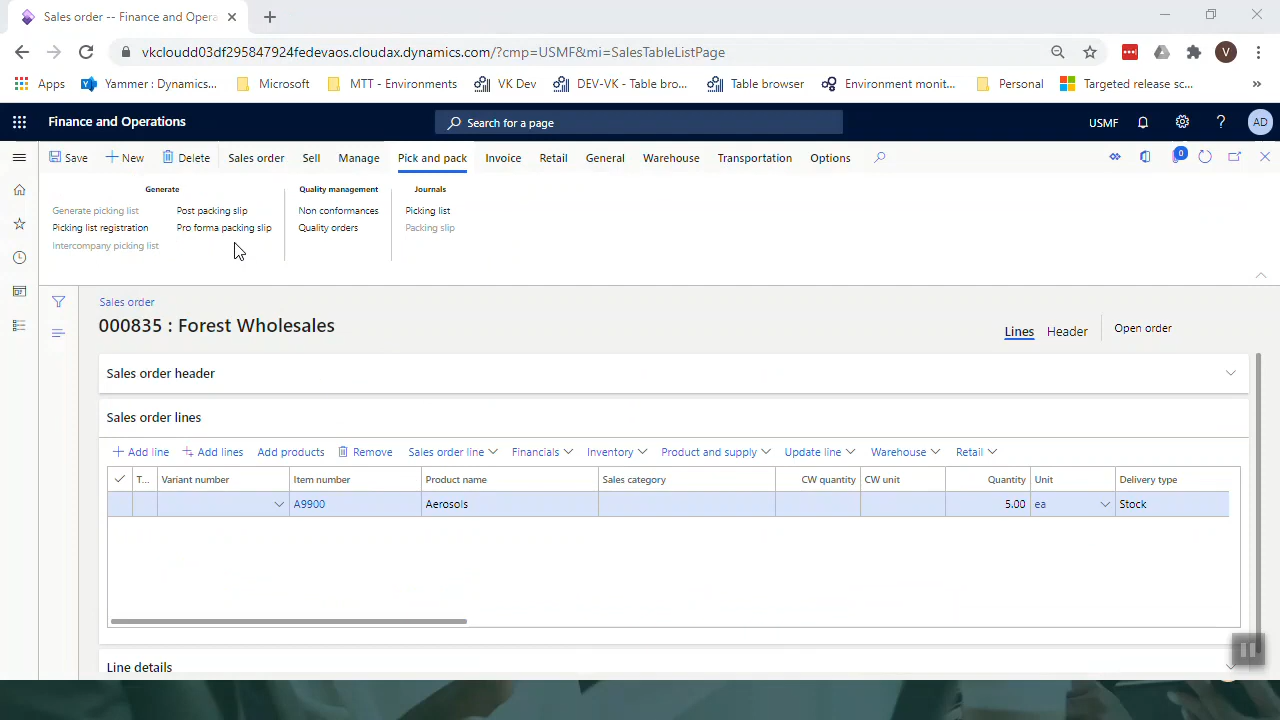 Sales order -- Finance and Opera
vkcloudd03df295847924fedevaos.cloudax.dynamics.com/?cmp=USMF&mi=SalesTableListPage
V
Apps Yammer : Dynamics... Microsoft MTT - Environments VK Dev DEV-VK - Table bro... Table browser Environment monit... Personal Targeted release sc... »
Finance and Operations Search for a page USMF ? AD
Save New Delete Sales order Sell Manage Pick and pack Invoice Retail General Warehouse Transportation Options 0
Generate Quality management Journals
Generate picking list Post packing slip Non conformances Picking list
Picking list registration Pro forma packing slip Quality orders Packing slip
Intercompany picking list
Sales order
000835 : Forest Wholesales Lines Header Open order
Sales order header
Sales order lines
Add line Add lines Add products Remove Sales order line Financials Inventory Product and supply Update line Warehouse Retail
T... Variant number Item number Product name Sales category CW quantity CW unit Quantity Unit Delivery type
A9900 Aerosols 5.00 ea Stock
Line details